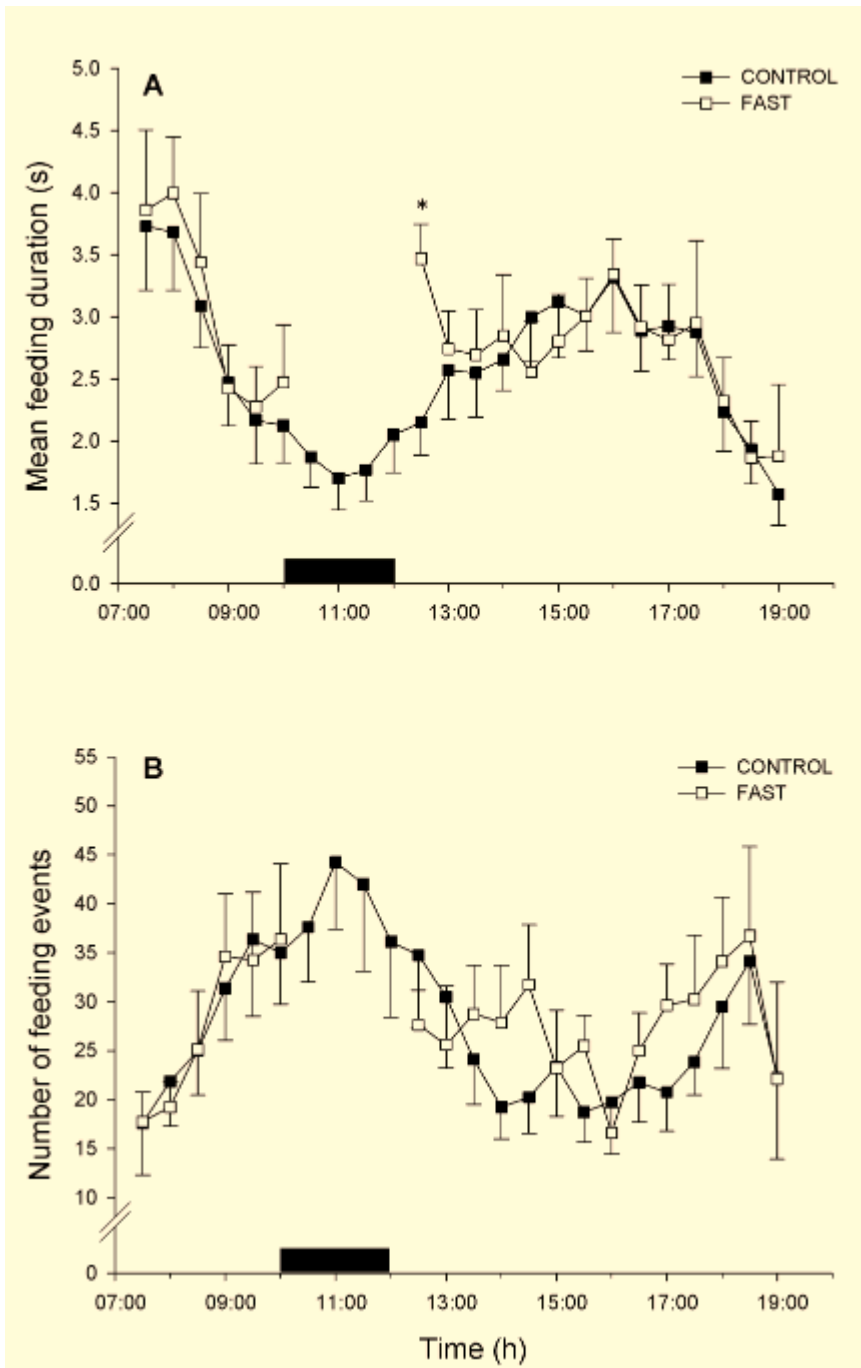 A
CONTROL
FAST
Mean feeding duration (s)
5.0
4.5
4.0
3.5
3.0
2.5
2.0
1.5
0.0
*
07:00 09:00 11:00 13:00 15:00 17:00 19:00
B
CONTROL
FAST
Number of feeding events
55
50
45
40
35
30
25
20
15
10
0
07:00 09:00 11:00 13:00 15:00 17:00 19:00
Time (h)